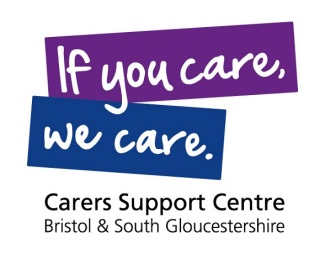 If you care,
we care.
Carers Support Centre
Bristol & South Gloucestershire